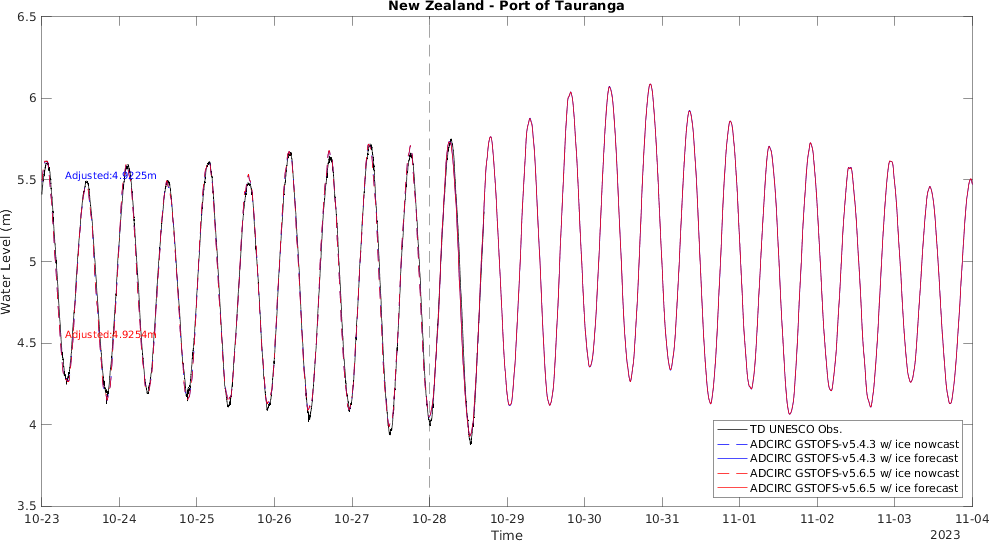 New Zealand - Port of Tauranga
6.5
6
5.5
5
4.5
4
3.5
Water Level (m)
Adjusted:4.9225m
Adjusted:4.9254m
TD UNESCO Obs.
ADCIRC GSTOFS-v5.4.3 w/ ice nowcast
ADCIRC GSTOFS-v5.4.3 w/ ice forecast
ADCIRC GSTOFS-v5.6.5 w/ ice nowcast
ADCIRC GSTOFS-v5.6.5 w/ ice forecast
10-23 10-24 10-25 10-26 10-27 10-28 10-29 10-30 10-31 11-01 11-02 11-03 11-04
Time
2023